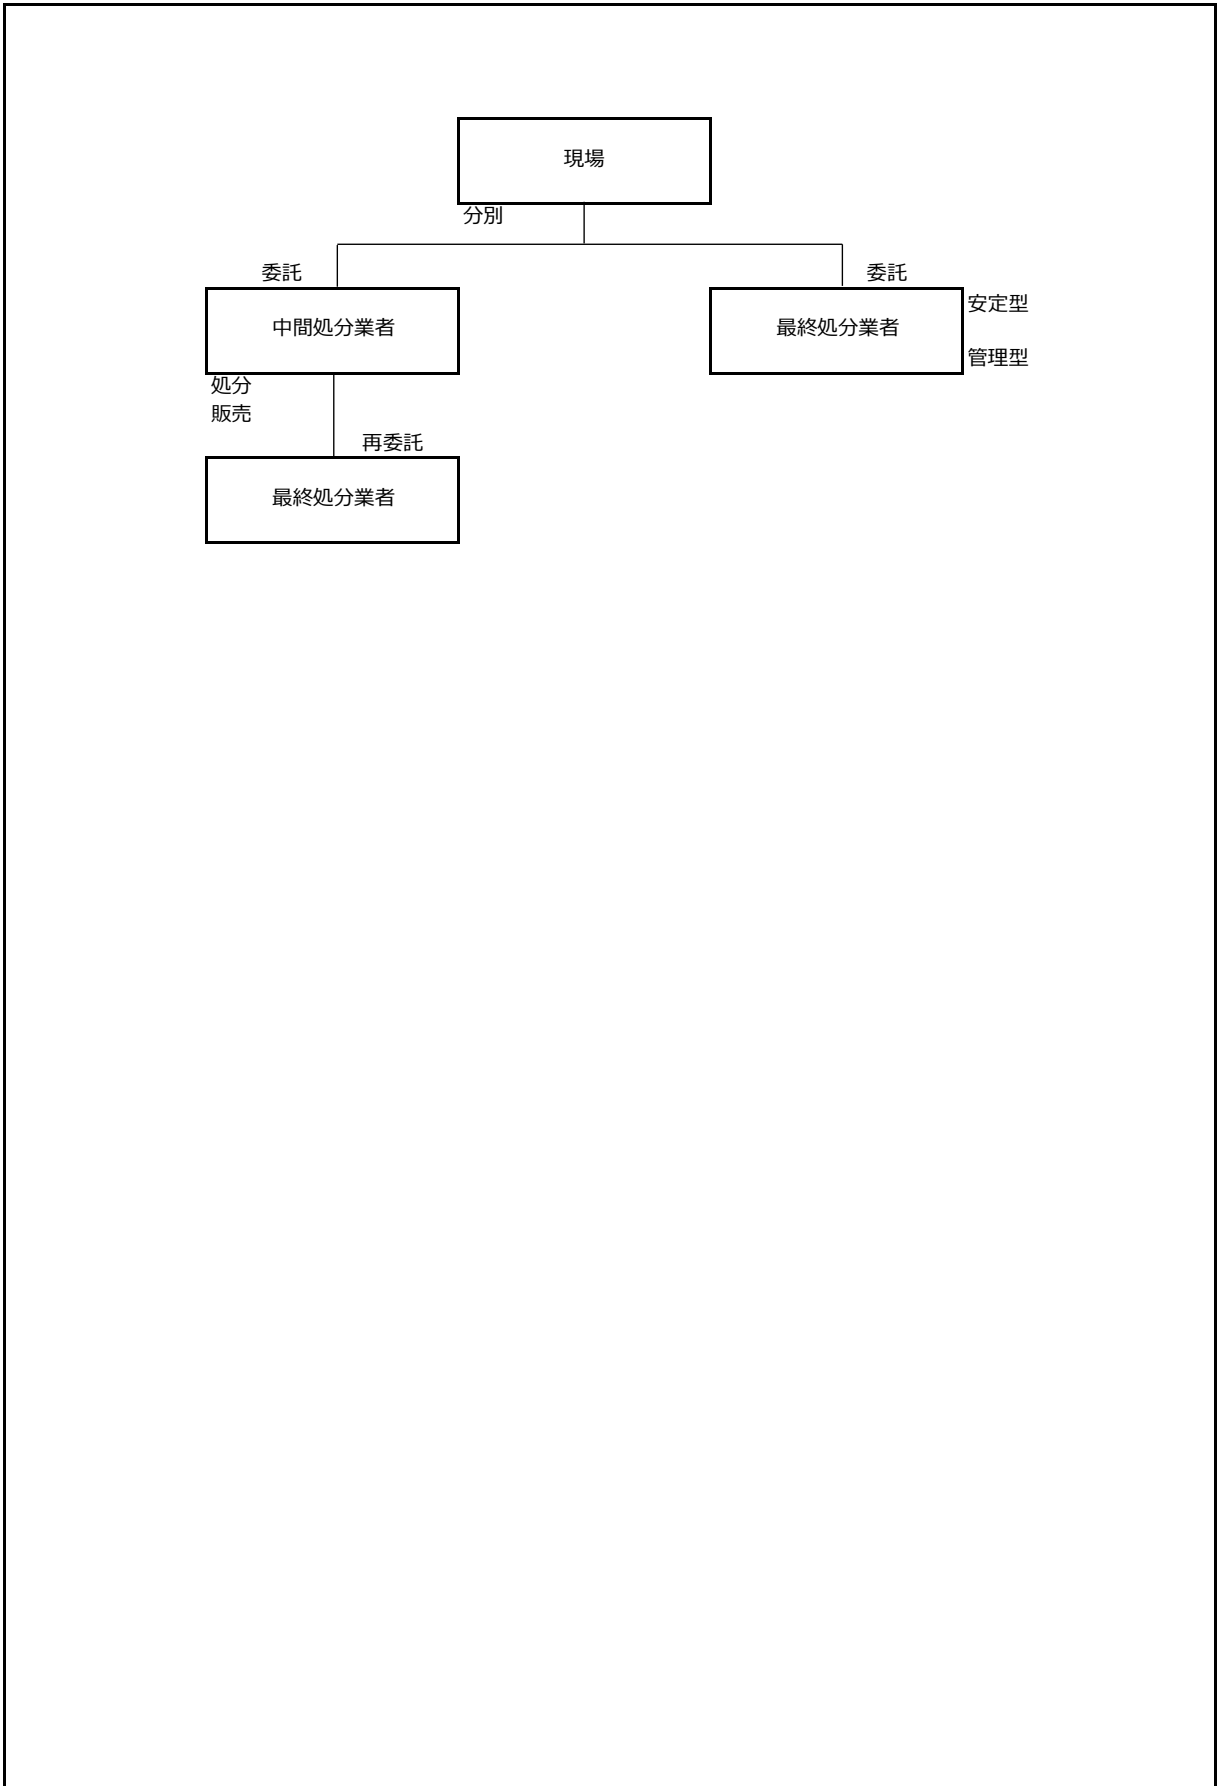 現場
分別
委託
委託
中間処分業者
最終処分業者
安定型
管理型
処分
販売
再委託
最終処分業者